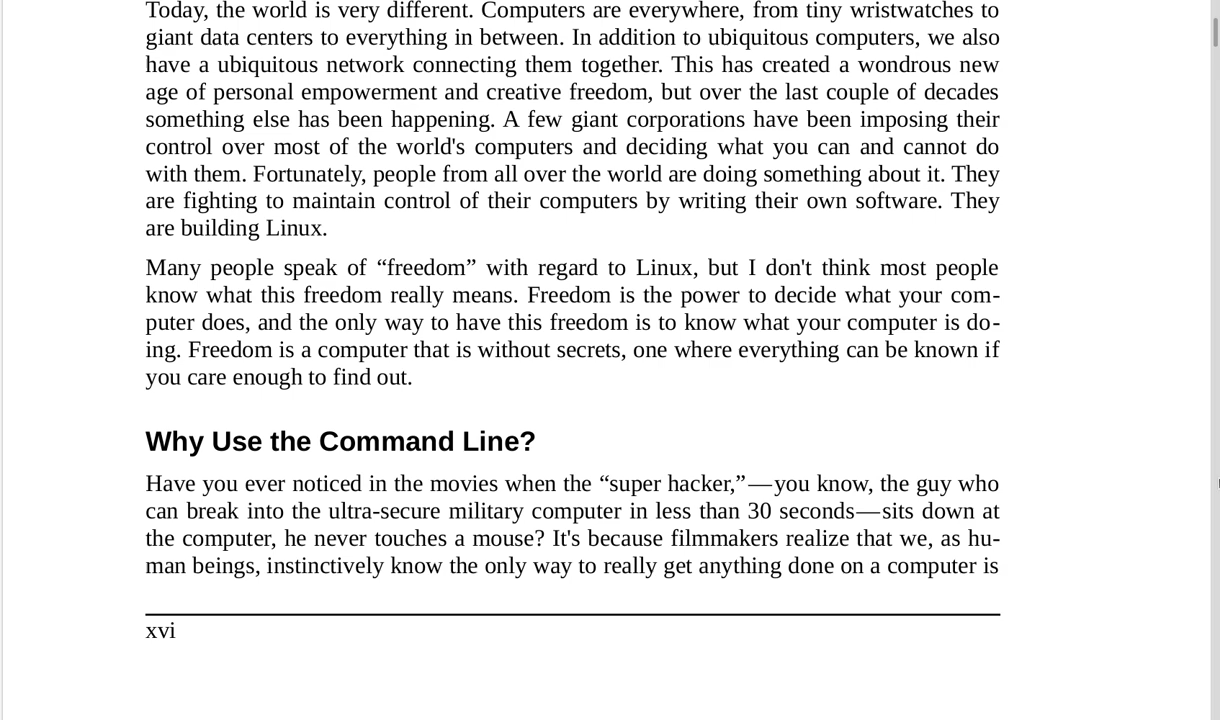 Today, the world is very different. Computers are everywhere, from tiny wristwatches to
giant data centers to everything in between. In addition to ubiquitous computers, we also
have a ubiquitous network connecting them together. This has created a wondrous new
age of personal empowerment and creative freedom, but over the last couple of decades
something else has been happening. A few giant corporations have been imposing their
control over most of the world's computers and deciding what you can and cannot do
with them. Fortunately, people from all over the world are doing something about it. They
are fighting to maintain control of their computers by writing their own software. They
are building Linux.
Many people speak of “freedom” with regard to Linux, but I don't think most people
know what this freedom really means. Freedom is the power to decide what your com-
puter does, and the only way to have this freedom is to know what your computer is do-
ing. Freedom is a computer that is without secrets, one where everything can be known if
you care enough to find out.
Why Use the Command Line?
Have you ever noticed in the movies when the “super hacker,”—you know, the guy who
can break into the ultra-secure military computer in less than 30 seconds—sits down at
the computer, he never touches a mouse? It's because filmmakers realize that we, as hu-
man beings, instinctively know the only way to really get anything done on a computer is
xvi